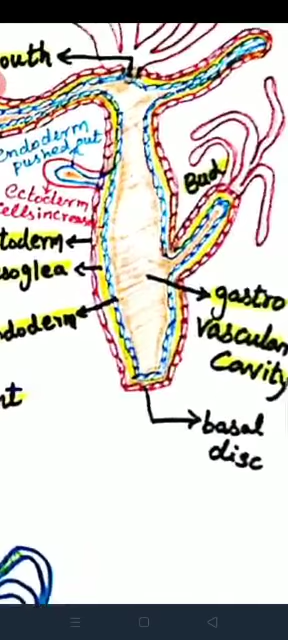 outh
endoderm
pushed out
Bud
Ectoderm
cells increase
toderm
soglea
doderm
gastro
vascular
Cavity
nt
basal
disc